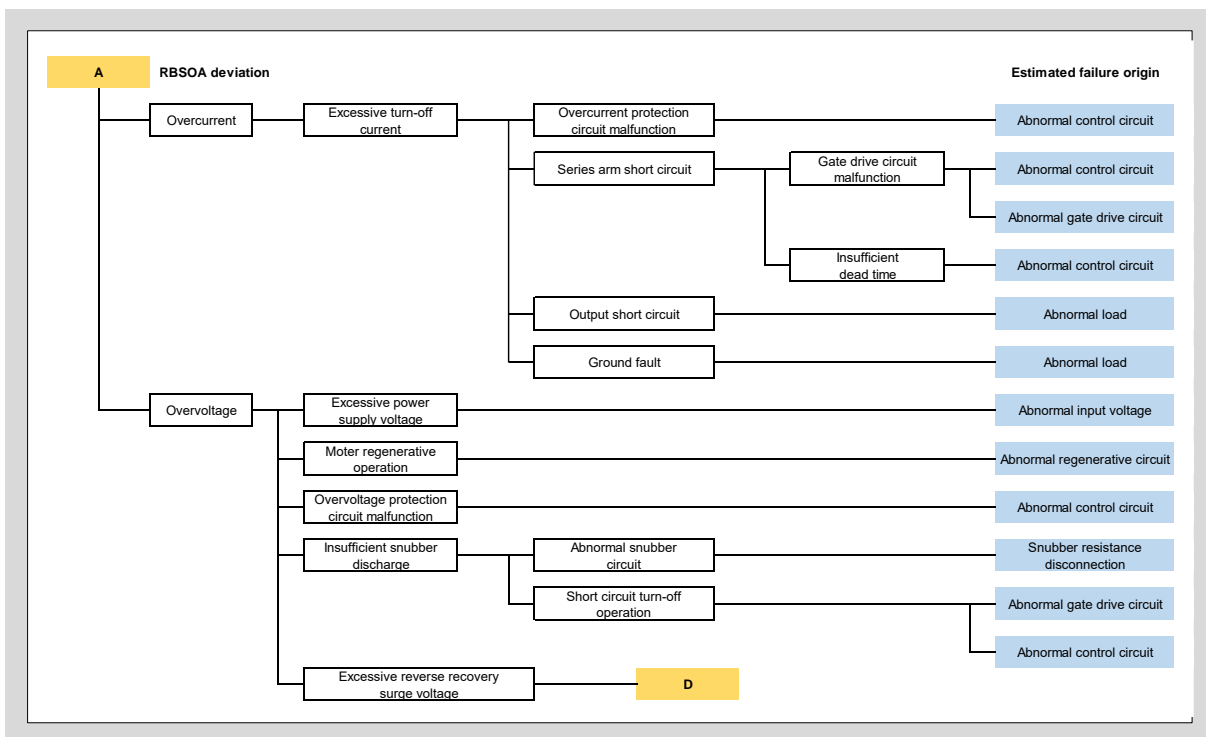 A
RBSOA deviation
Estimated failure origin
Overcurrent
Excessive turn-off
current
Overcurrent protection
circuit malfunction
Abnormal control circuit
Series arm short circuit
Gate drive circuit
malfunction
Abnormal control circuit
Abnormal gate drive circuit
Insufficient
dead time
Abnormal control circuit
Output short circuit
Abnormal load
Ground fault
Abnormal load
Overvoltage
Excessive power
supply voltage
Abnormal input voltage
Moter regenerative
operation
Abnormal regenerative circuit
Overvoltage protection
circuit malfunction
Abnormal control circuit
Insufficient snubber
discharge
Abnormal snubber
circuit
Snubber resistance
disconnection
Short circuit turn-off
operation
Abnormal gate drive circuit
Abnormal control circuit
Excessive reverse recovery
surge voltage
D